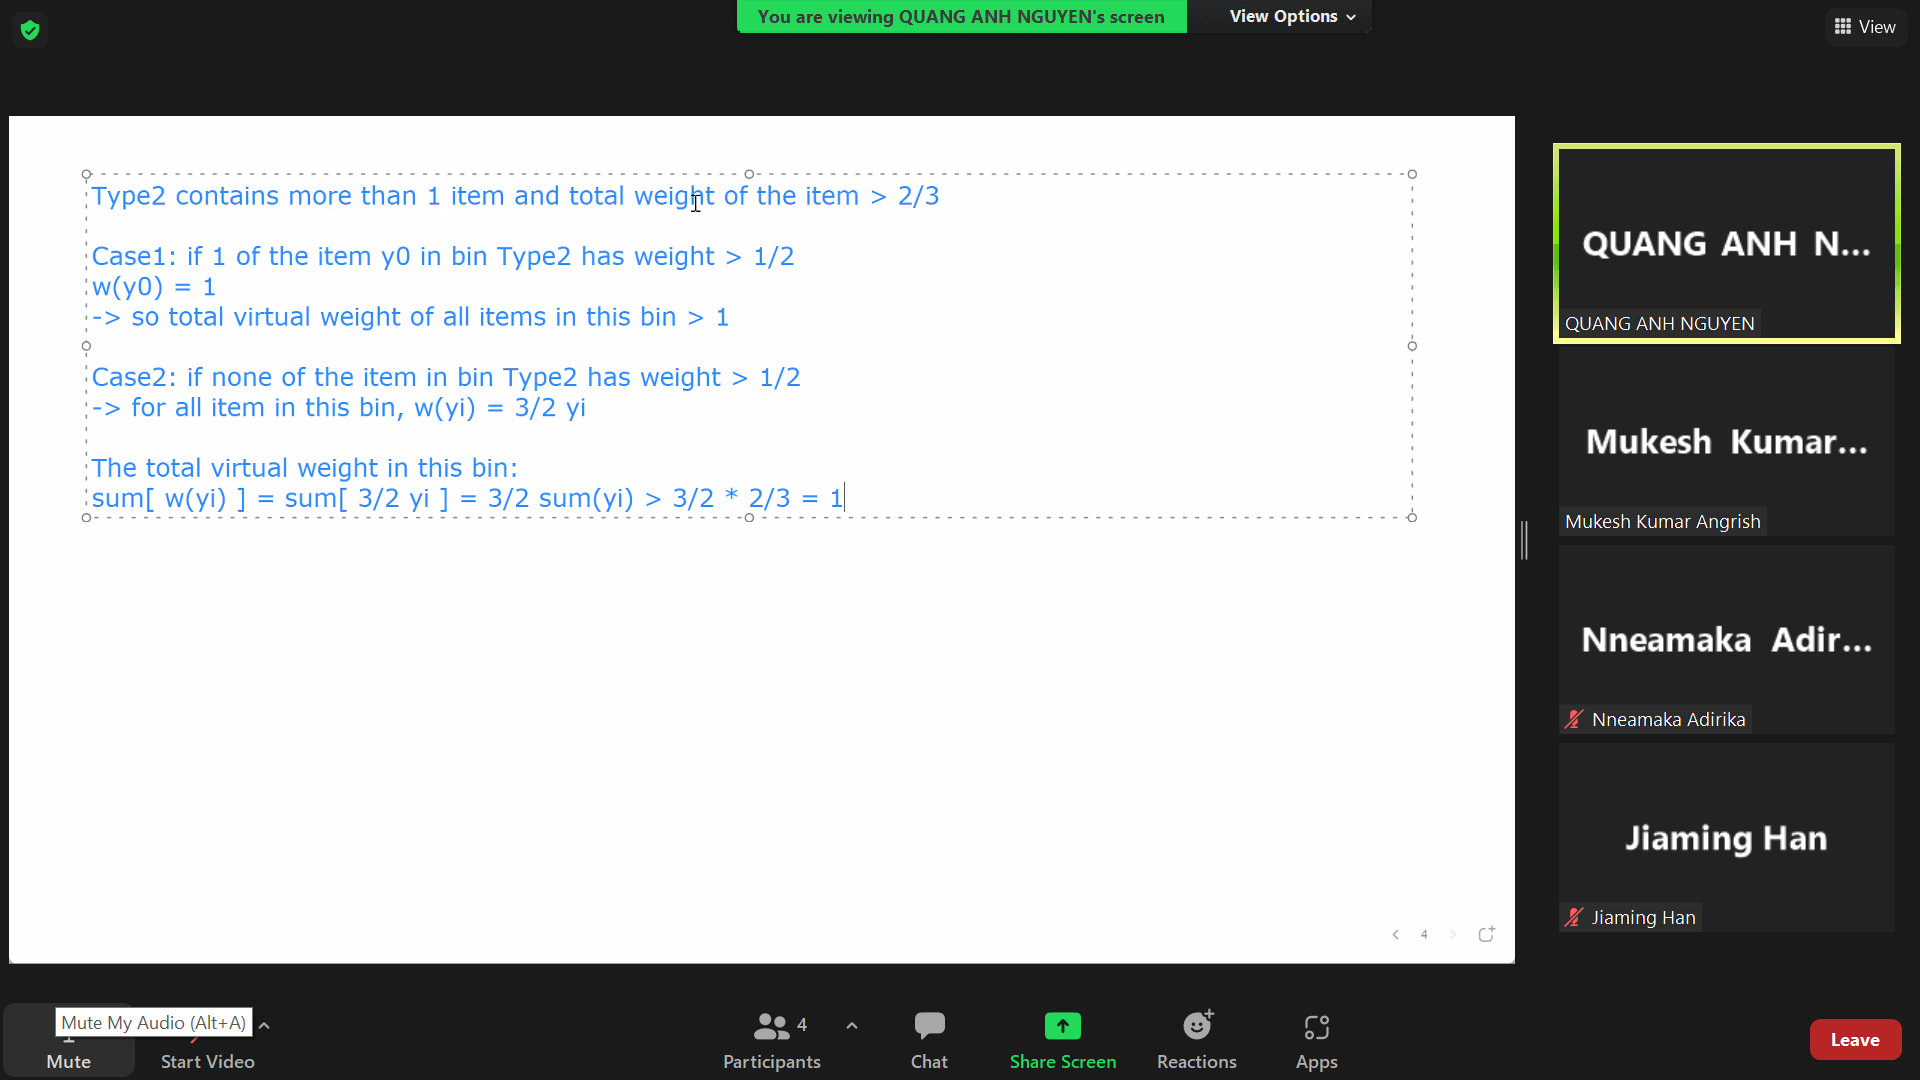 You are viewing QUANG ANH NGUYEN's screen
View Options
View
Type2 contains more than 1 item and total weight of the item > 2/3
Case1: if 1 of the item y0 in bin Type2 has weight > 1/2
w(y0) = 1
-> so total virtual weight of all items in this bin > 1
Case2: if none of the item in bin Type2 has weight > 1/2
-> for all item in this bin, w(yi) = 3/2 yi
The total virtual weight in this bin:
sum[ w(yi) ] = sum[ 3/2 yi ] = 3/2 sum(yi) > 3/2 * 2/3 = 1
4
QUANG ANH N...
QUANG ANH NGUYEN
Mukesh Kumar...
Mukesh Kumar Angrish
Nneamaka Adir...
Nneamaka Adirika
Jiaming Han
Jiaming Han
Mute My Audio (Alt+A)
Mute
Start Video
4
Participants
Chat
Share Screen
Reactions
Apps
Leave